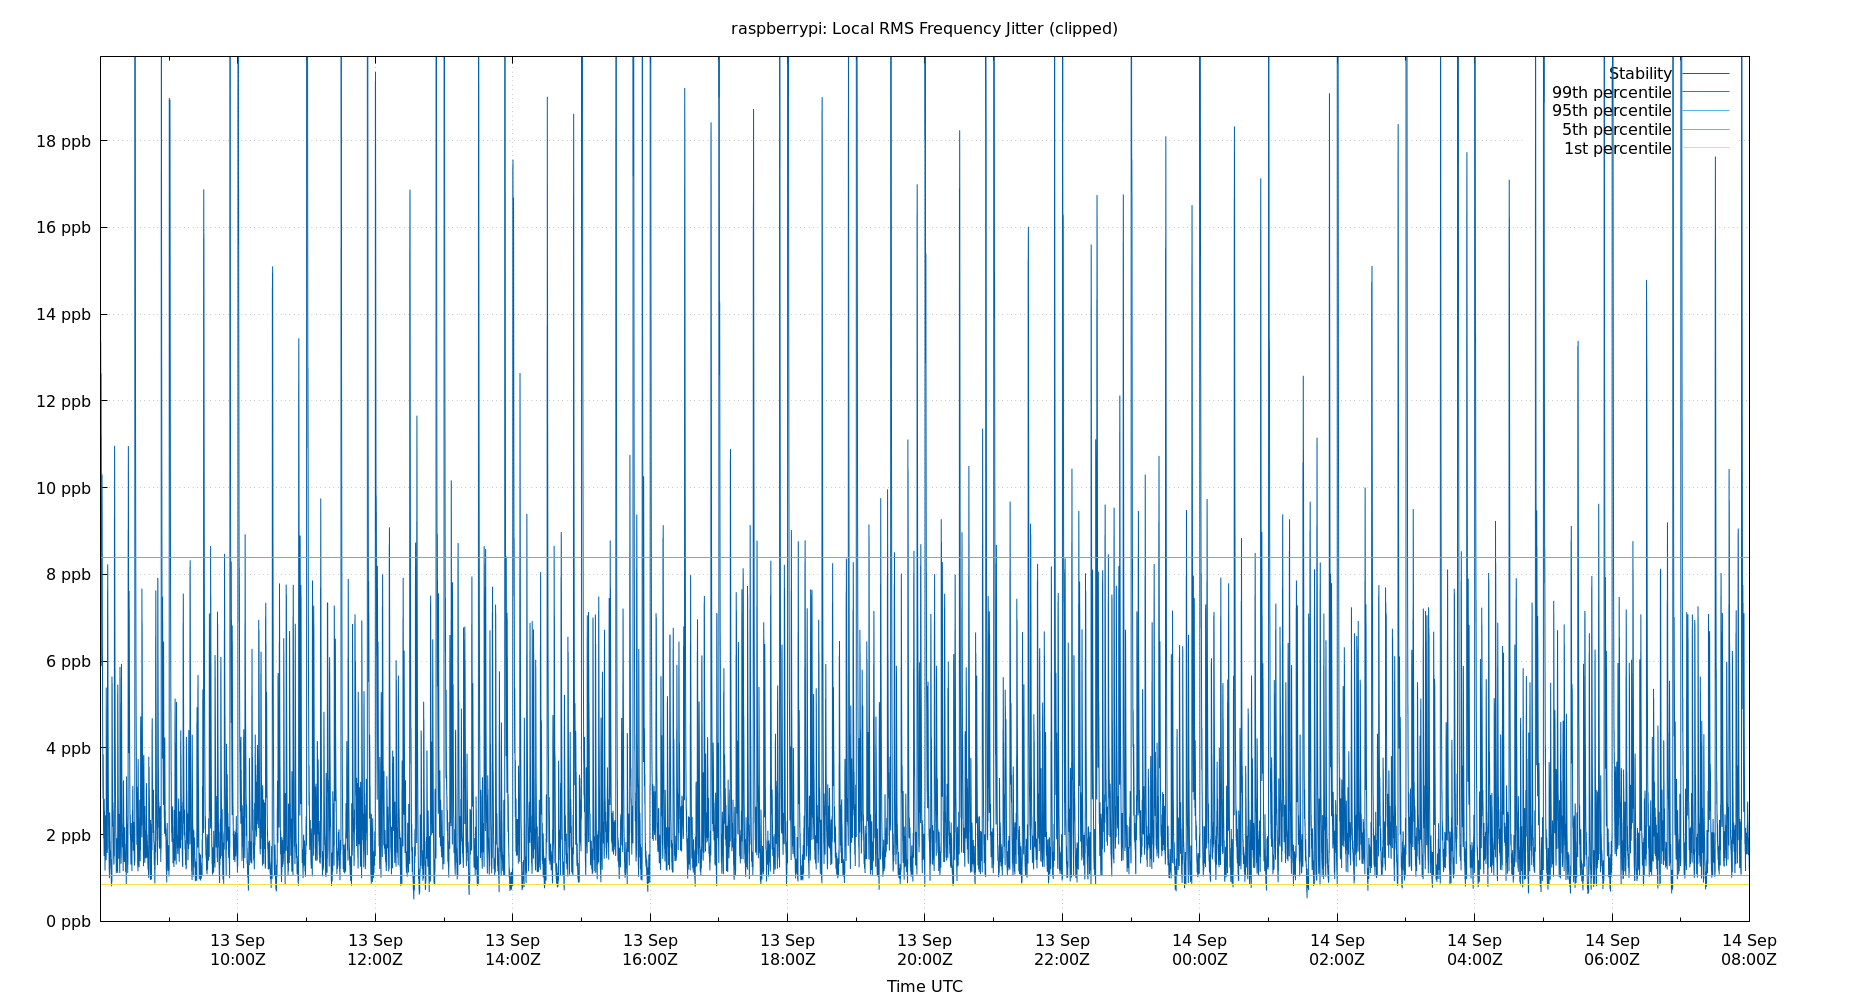 raspberrypi: Local RMS Frequency Jitter (clipped)
Stability
99th percentile
95th percentile
5th percentile
1st percentile
18 ppb
16 ppb
14 ppb
12 ppb
10 ppb
8 ppb
6 ppb
4 ppb
2 ppb
0 ppb
13 Sep 13 Sep 13 Sep 13 Sep 13 Sep 13 Sep 13 Sep 14 Sep 14 Sep 14 Sep 14 Sep 14 Sep
10:00Z 12:00Z 14:00Z 16:00Z 18:00Z 20:00Z 22:00Z 00:00Z 02:00Z 04:00Z 06:00Z 08:00Z
Time UTC